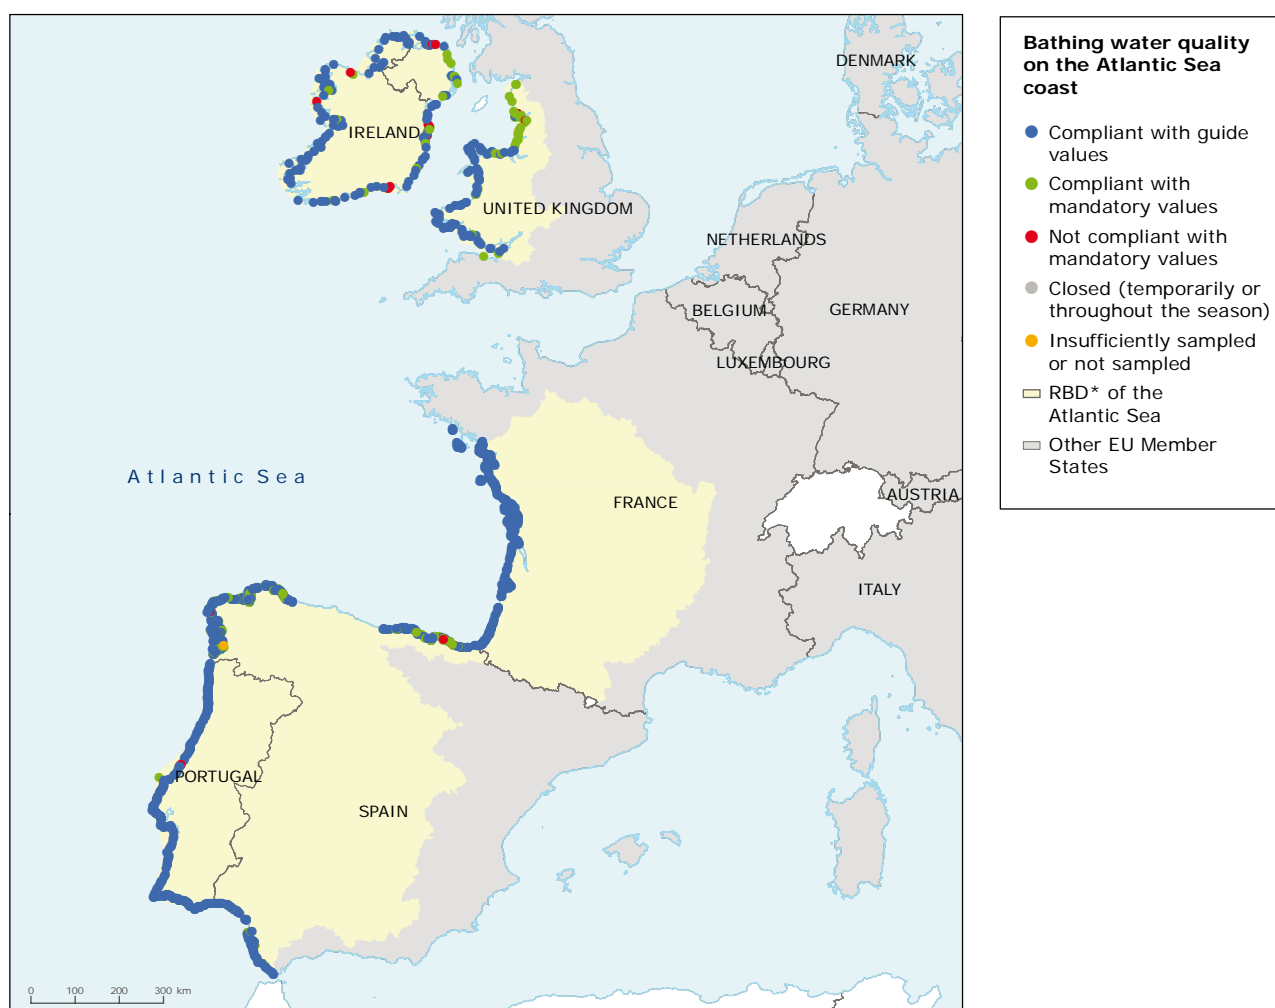 DENMARK
IRELAND
UNITED KINGDOM
NETHERLANDS
BELGIUM
GERMANY
LUXEMBOURG
Atlantic Sea
FRANCE
AUSTRIA
ITALY
PORTUGAL
SPAIN
0 100 200 300 km
Bathing water quality
on the Atlantic Sea
coast
Compliant with guide
values
Compliant with
mandatory values
Not compliant with
mandatory values
Closed (temporarily or
throughout the season)
Insufficiently sampled
or not sampled
RBD* of the
Atlantic Sea
Other EU Member
States